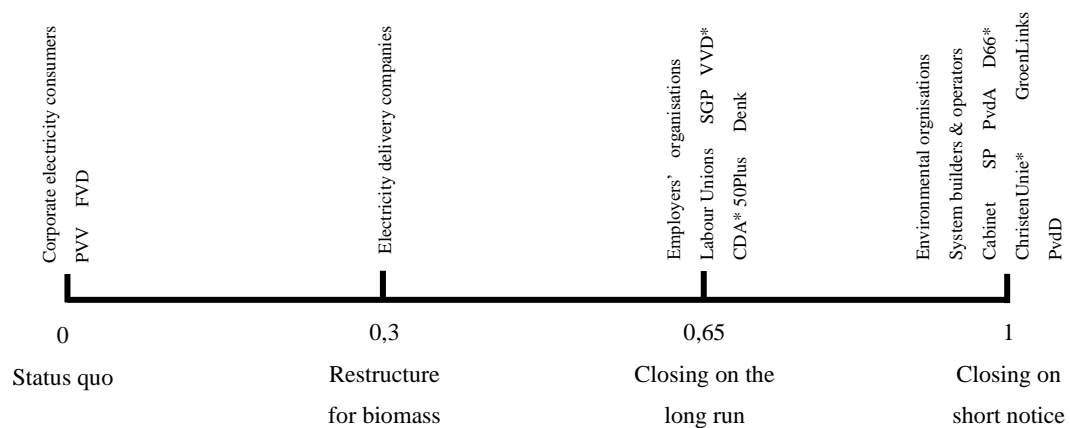 Corporate electricity consumers
PVV FVD
Electricity delivery companies
Employers’ organisations
Labour Unions SGP VVD*
CDA* 50Plus Denk
Environmental orgnisations
System builders & operators
Cabinet SP PvdA D66*
ChristenUnie* GroenLinks
PvdD
0
0,3
0,65
1
Status quo
Restructure
for biomass
Closing on the
long run
Closing on
short notice